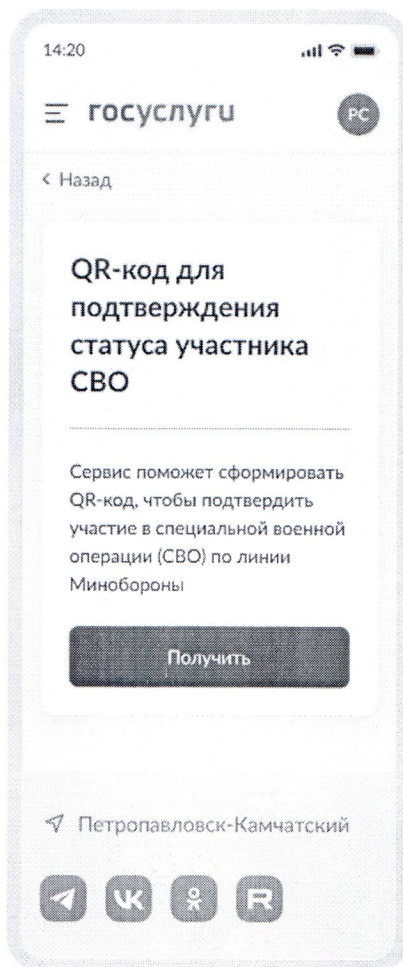 14:20
госуслуги
РС
< Назад
QR-код для
подтверждения
статуса участника
СВО
Сервис поможет сформировать
QR-код, чтобы подтвердить
участие в специальной военной
операции (СВО) по линии
Минобороны
Получить
Петропавловск-Камчатский